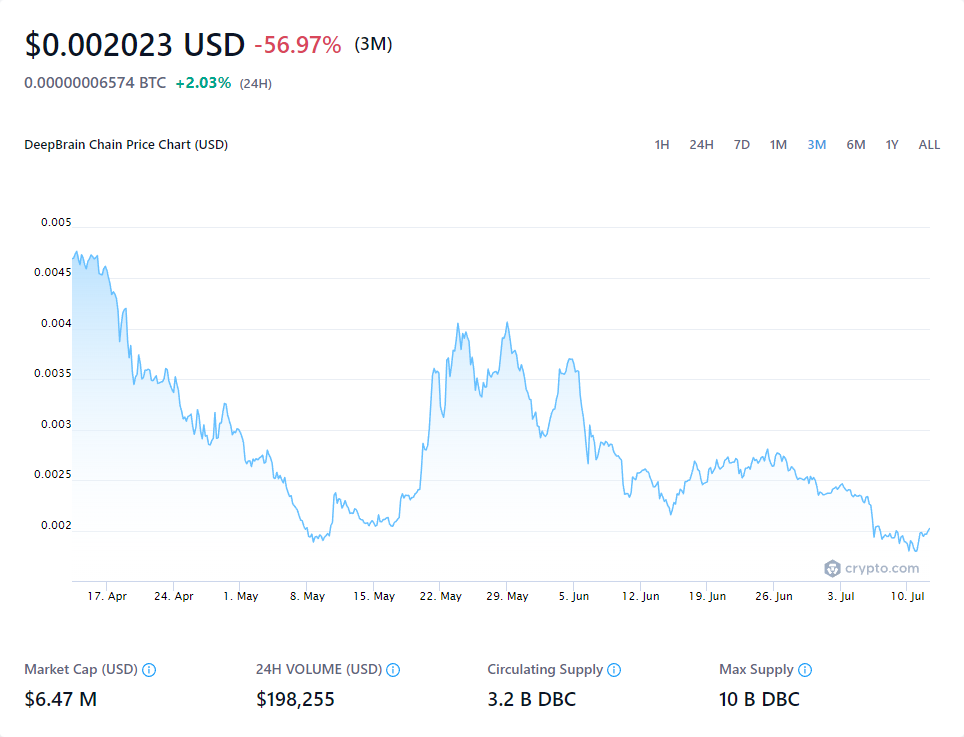 $0.002023 USD -56.97% (3M)
0.00000006574 BTC +2.03% (24H)
DeepBrain Chain Price Chart (USD) 1H 24H 7D 1M 3M 6M 1Y ALL
0.005
0.0045
0.004
0.0035
0.003
0.0025
0.002
crypto.com
17. Apr 24. Apr 1. May 8. May 15. May 22. May 29. May 5. Jun 12. Jun 19. Jun 26. Jun 3. Jul 10. Jul
Market Cap (USD) 24H VOLUME (USD) Circulating Supply Max Supply
$6.47 M $198,255 3.2 B DBC 10 B DBC